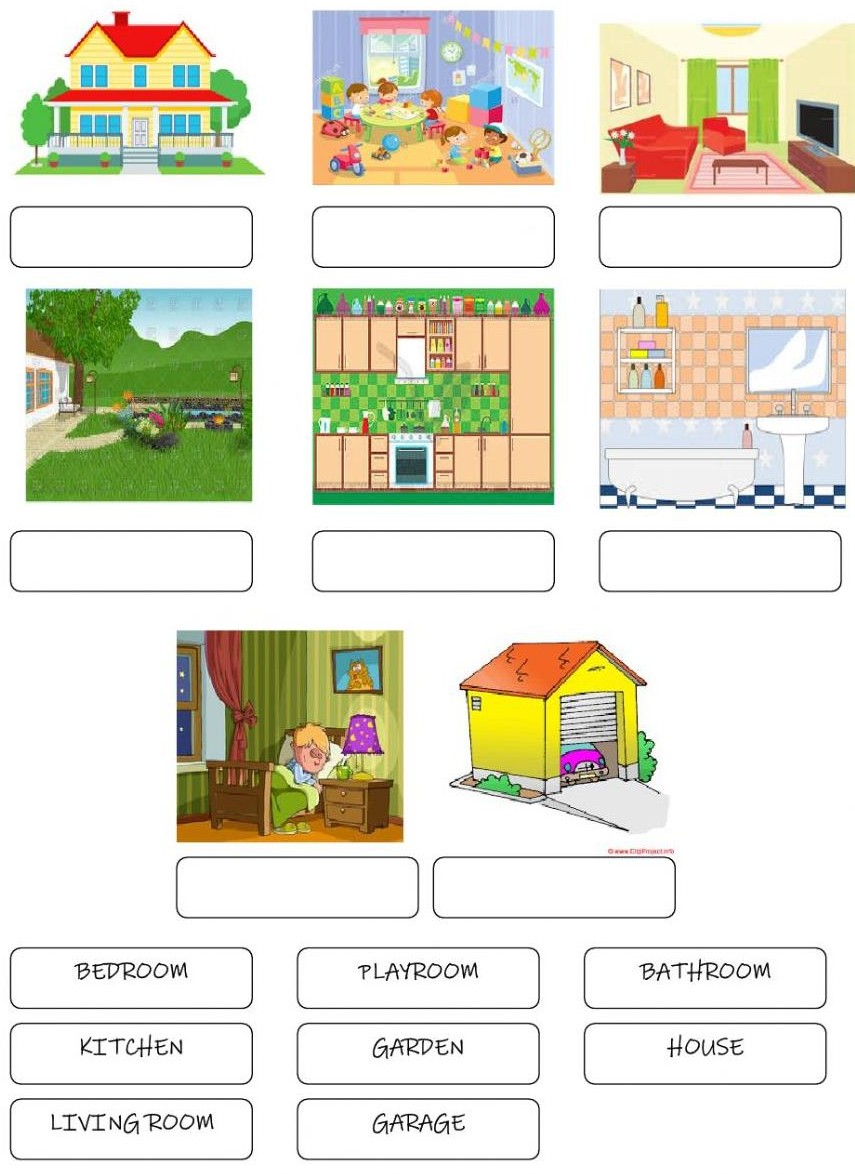 BEDROOM
PLAYROOM
BATHROOM
KITCHEN
GARDEN
HOUSE
LIVING ROOM
GARAGE